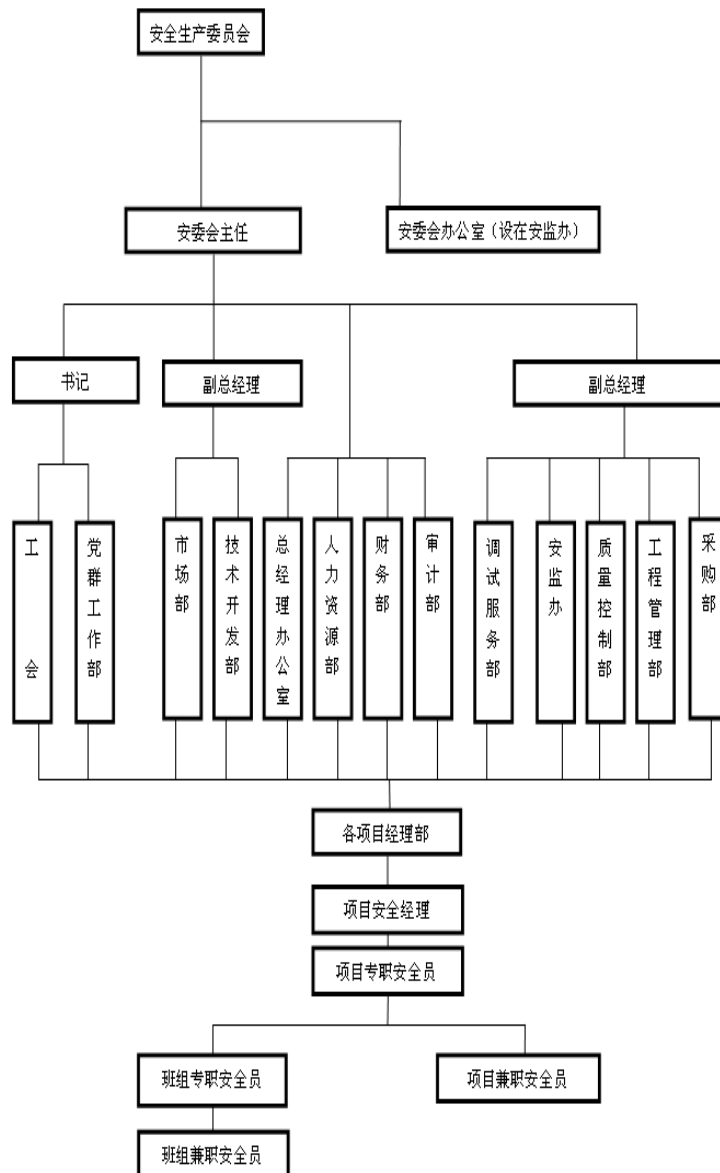 安全生产委员会
安委会主任
安委会办公室（设在安监办）
书记
副总经理
副总经理
工会
党群工作部
市场部
技术开发部
总经理办公室
人力资源部
财务部
审计部
调试服务部
安监办
质量控制部
工程管理部
采购部
各项目经理部
项目安全经理
项目专职安全员
班组专职安全员
项目兼职安全员
班组兼职安全员